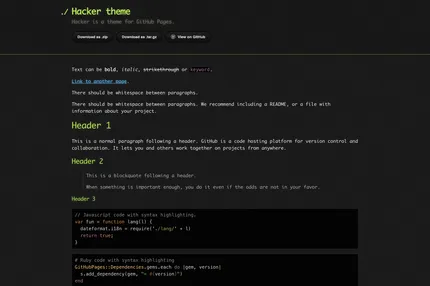 ./ Hacker theme
Hacker is a theme for GitHub Pages.
Download as .zip Download as .tar.gz View on GitHub
Text can be bold, italic, strikethrough or keyword.
Link to another page.
There should be whitespace between paragraphs.
There should be whitespace between paragraphs. We recommend including a README, or a file with
information about your project.
Header 1
This is a normal paragraph following a header. GitHub is a code hosting platform for version control and
collaboration. It lets you and others work together on projects from anywhere.
Header 2
This is a blockquote following a header.
When something is important enough, you do it even if the odds are not in your favor.
Header 3
// Javascript code with syntax highlighting.
var fun = function lang(l) {
dateformat.i18n = require('./lang/' + l)
return true;
}
# Ruby code with syntax highlighting
GitHubPages::Dependencies.gems.each do |gem, version|
s.add_dependency(gem, "= #{version}")
end